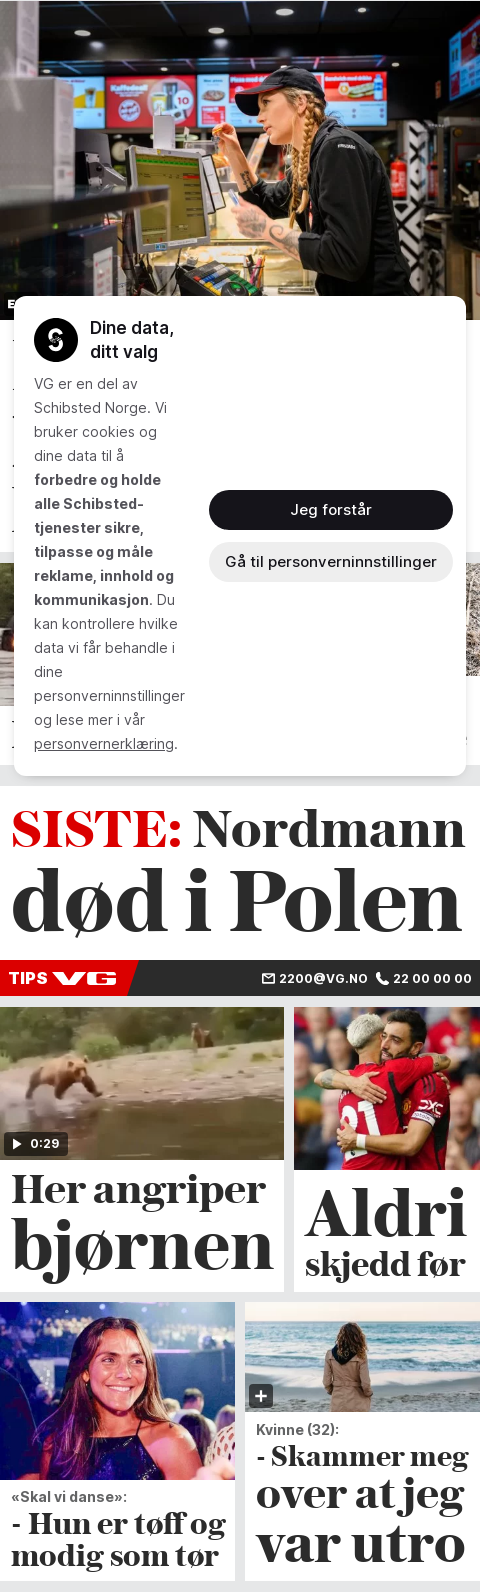 Kaffedeal!
10
Dine data,
ditt valg
VG er en del av
Schibsted Norge. Vi
bruker cookies og
dine data til å
forbedre og holde
alle Schibsted-
tjenester sikre,
tilpasse og måle
reklame, innhold og
kommunikasjon. Du
kan kontrollere hvilke
data vi får behandle i
dine
personverninnstillinger
og lese mer i vår
personvernerklæring.
Jeg forstår
Gå til personverninnstillinger
SISTE: Nordmann
død i Polen
TIPS VG
2200@VG.NO 22 00 00 00
0:29
Her angriper
bjørnen
21
Aldri
skjedd før
«Skal vi danse»:
- Hun er tøff og
modig som tør
Kvinne (32):
- Skammer meg
over at jeg
var utro